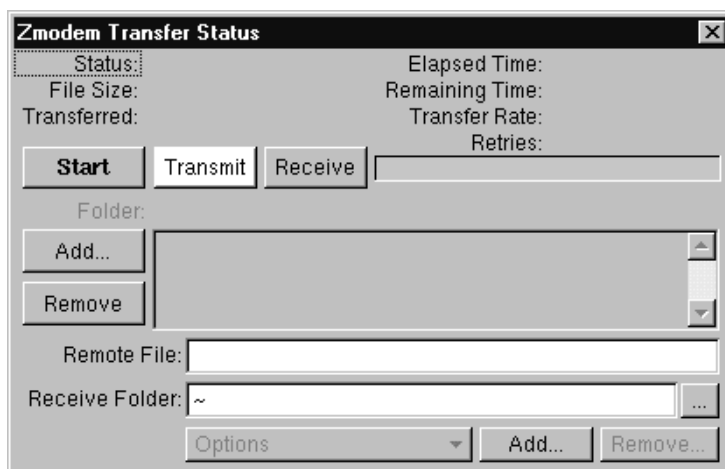 Zmodem Transfer Status
Status: Elapsed Time:
File Size: Remaining Time:
Transferred: Transfer Rate:
Retries:
Start Transmit Receive
Folder:
Add...
Remove
Remote File:
Receive Folder: ~ ...
Options Add... Remove...